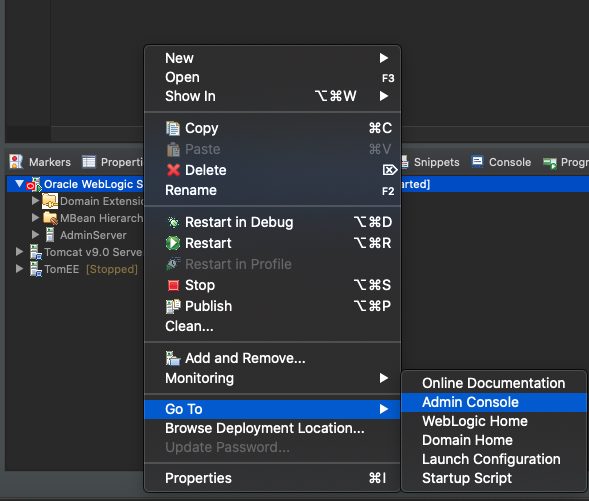 New
Open F3
Show In ⌥⌘W
Copy ⌘C
Paste ⌘V
Delete ⌦
Rename F2
Restart in Debug ⌥⌘D
Restart ⌥⌘R
Restart in Profile
Stop ⌥⌘S
Publish ⌥⌘P
Clean...
Add and Remove...
Monitoring
Go To
Browse Deployment Location...
Update Password...
Properties ⌘I
Online Documentation
Admin Console
WebLogic Home
Domain Home
Launch Configuration
Startup Script
Markers Properti Snippets Console Progr
Oracle WebLogic S arted]
Domain Extension
MBean Hierarch
AdminServer
Tomcat v9.0 Serve
TomEE [Stopped]